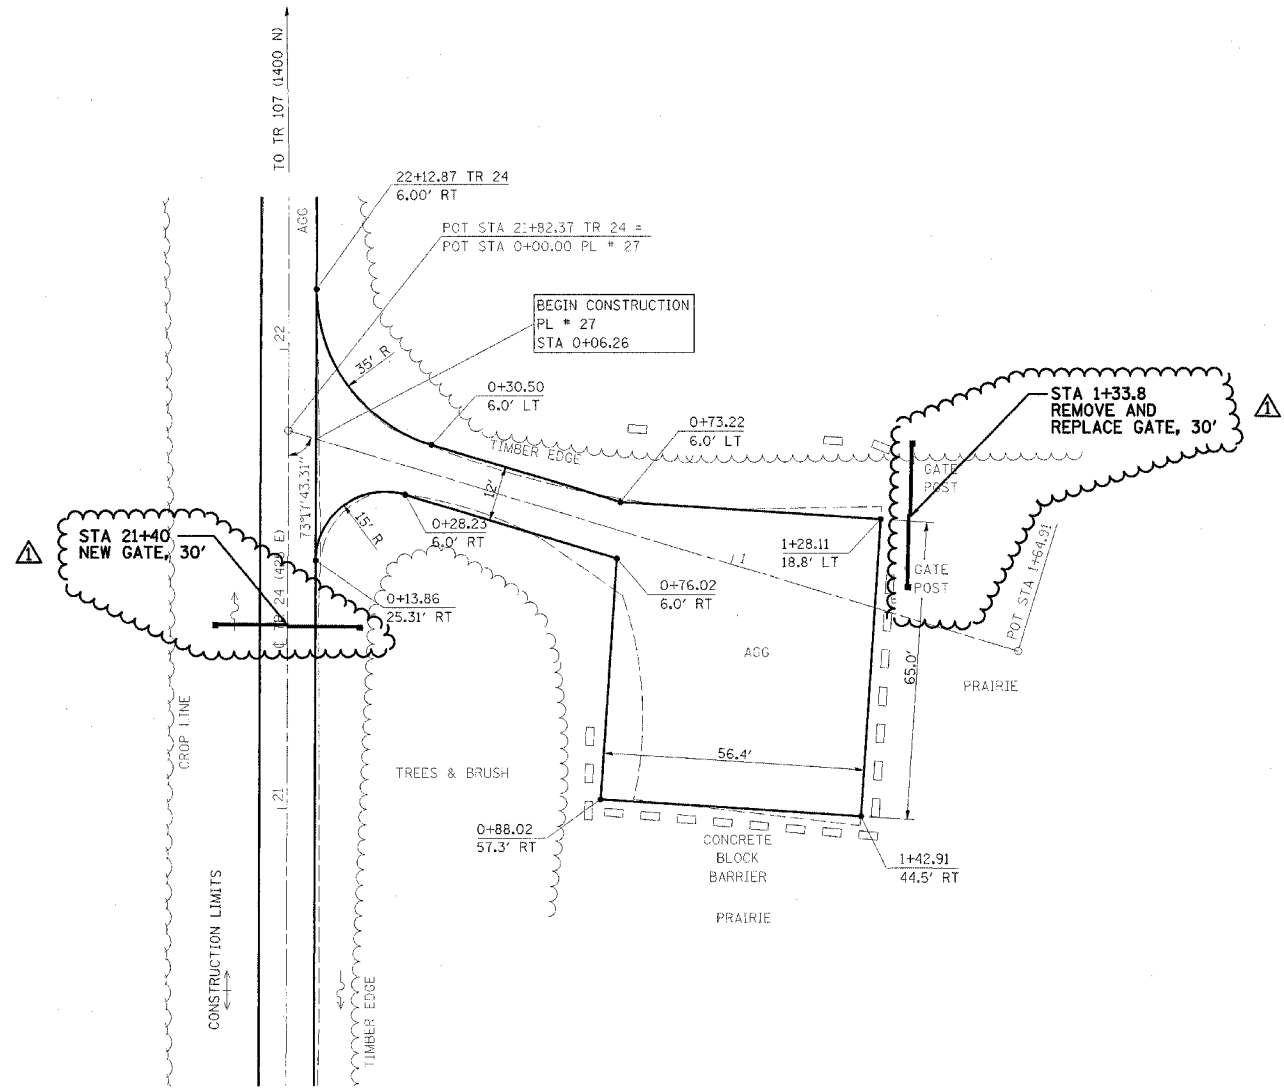 TO TR 107 (1400 N)
AGG
22+12.87 TR 24
6.00' RT
POT STA 21+82.37 TR 24 =
POT STA 0+00.00 PL # 27
BEGIN CONSTRUCTION
PL # 27
STA 0+06.26
22
35' R
0+30.50
6.0' LT
0+73.22
6.0' LT
STA 1+33.8
REMOVE AND
REPLACE GATE, 30'
1
TIMBER EDGE
GATE
POST
73°17'43.31"
12'
15' R
0+28.23
6.0' RT
1+28.11
18.8' LT
STA 21+40
NEW GATE, 30'
1
1
GATE
POST
POT STA 1+64.91
0+76.02
6.0' RT
0+13.86
25.31' RT
AGG
65.0'
PRAIRIE
CROP LINE
56.4'
TREES & BRUSH
21
0+88.02
57.3' RT
CONCRETE
BLOCK
BARRIER
1+42.91
44.5' RT
PRAIRIE
CONSTRUCTION LIMITS
TIMBER EDGE